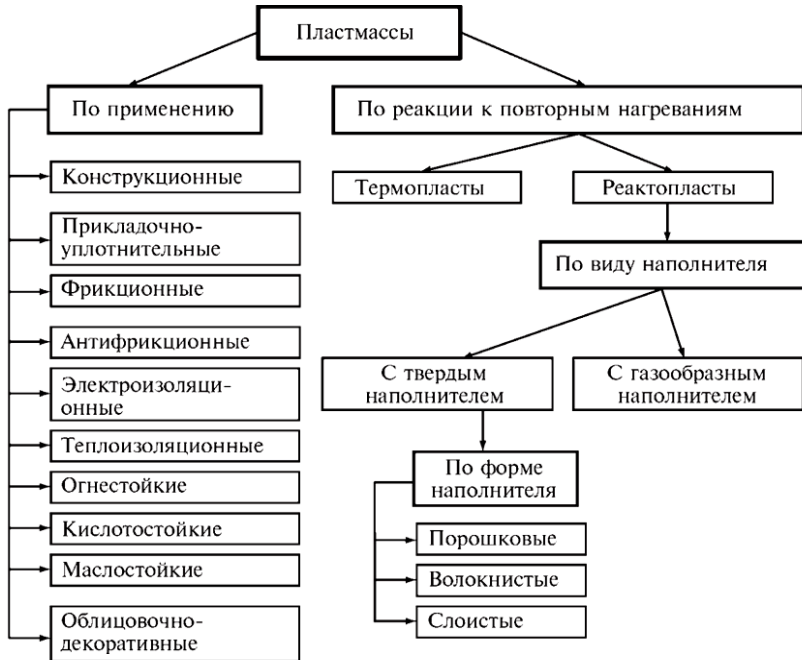 Пластмассы
По применению
По реакции к повторным нагреваниям
Конструкционные
Прикладочно-
уплотнительные
Фрикционные
Антифрикционные
Электроизоляци-
онные
Теплоизоляционные
Огнестойкие
Кислотостойкие
Маслостойкие
Облицовочно-
декоративные
Термопласты
Реактопласты
По виду наполнителя
С твердым
наполнителем
С газообразным
наполнителем
По форме
наполнителя
Порошковые
Волокнистые
Слоистые